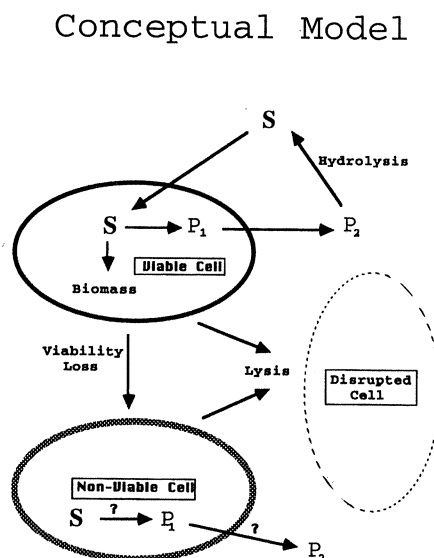 Conceptual Model
S
Hydrolysis
S
P1
P2
Viable Cell
Biomass
Viability
Loss
Lysis
Disrupted
Cell
Non-Viable Cell
?
S
P1
?
P2